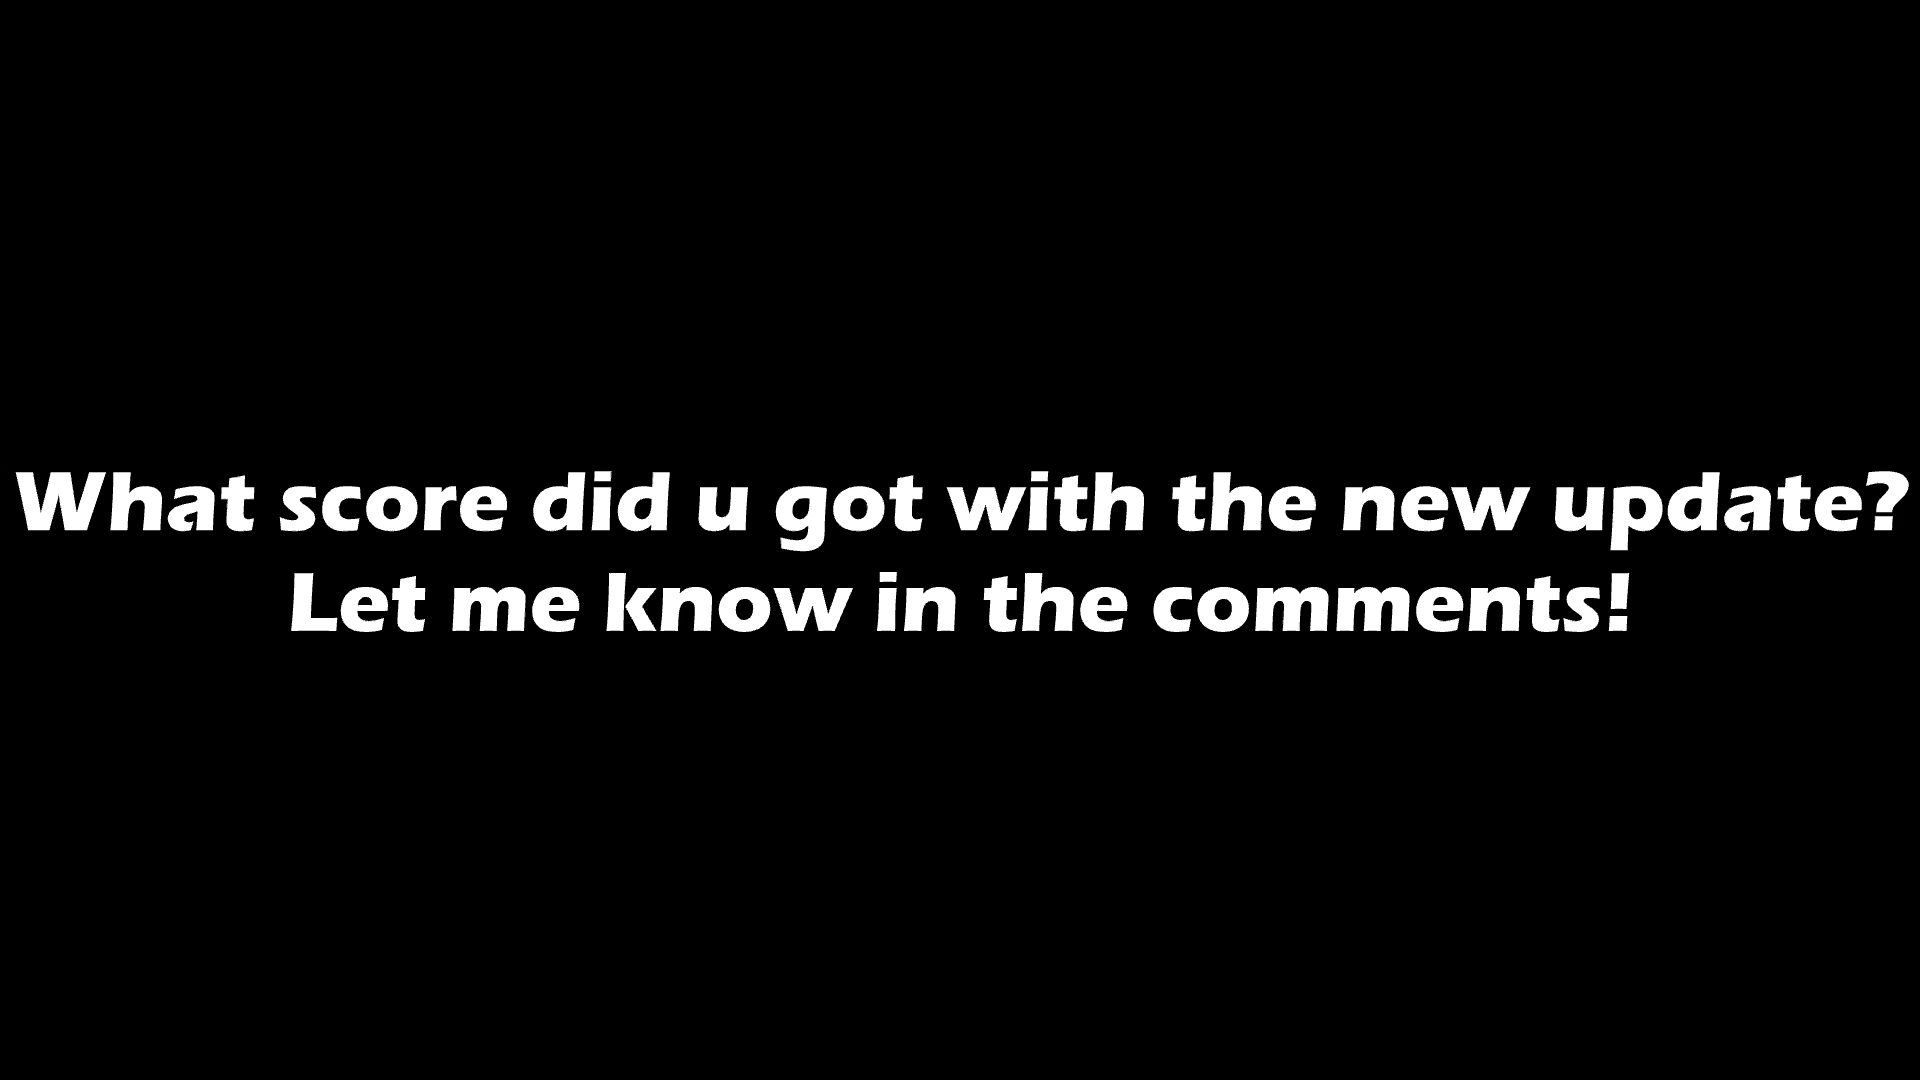 What score did u got with the new update?
Let me know in the comments!